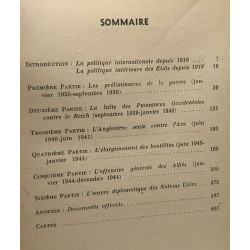 SOMMAIRE
INTRODUCTION : La politique internationale depuis 1919 .... 7
La politique intérieure des Etats depuis 1919 16
PREMIÈRE PARTIE : Les préliminaires de la guerre (janvier 1935-septembre 1939)
DEUXIÈME PARTIE : La lutte des Puissances Occidentales
contre le Reich (septembre 1939-juin 1940)
TROISIÈME PARTIE : L'Angleterre seule contre l'Axe (juin
1940-juin 1941)
QUATRIÈME PARTIE : L'élargissement des hostilités (juin 1941-
janvier 1944)
CINQUIÈME PARTIE : L'offensive générale des Alliés (janvier 1944-décembre 1944)
SIXIÈME PARTIE : L'œuvre diplomatique des Nations Unies
ANNEXES : Documents officiels
CARTES